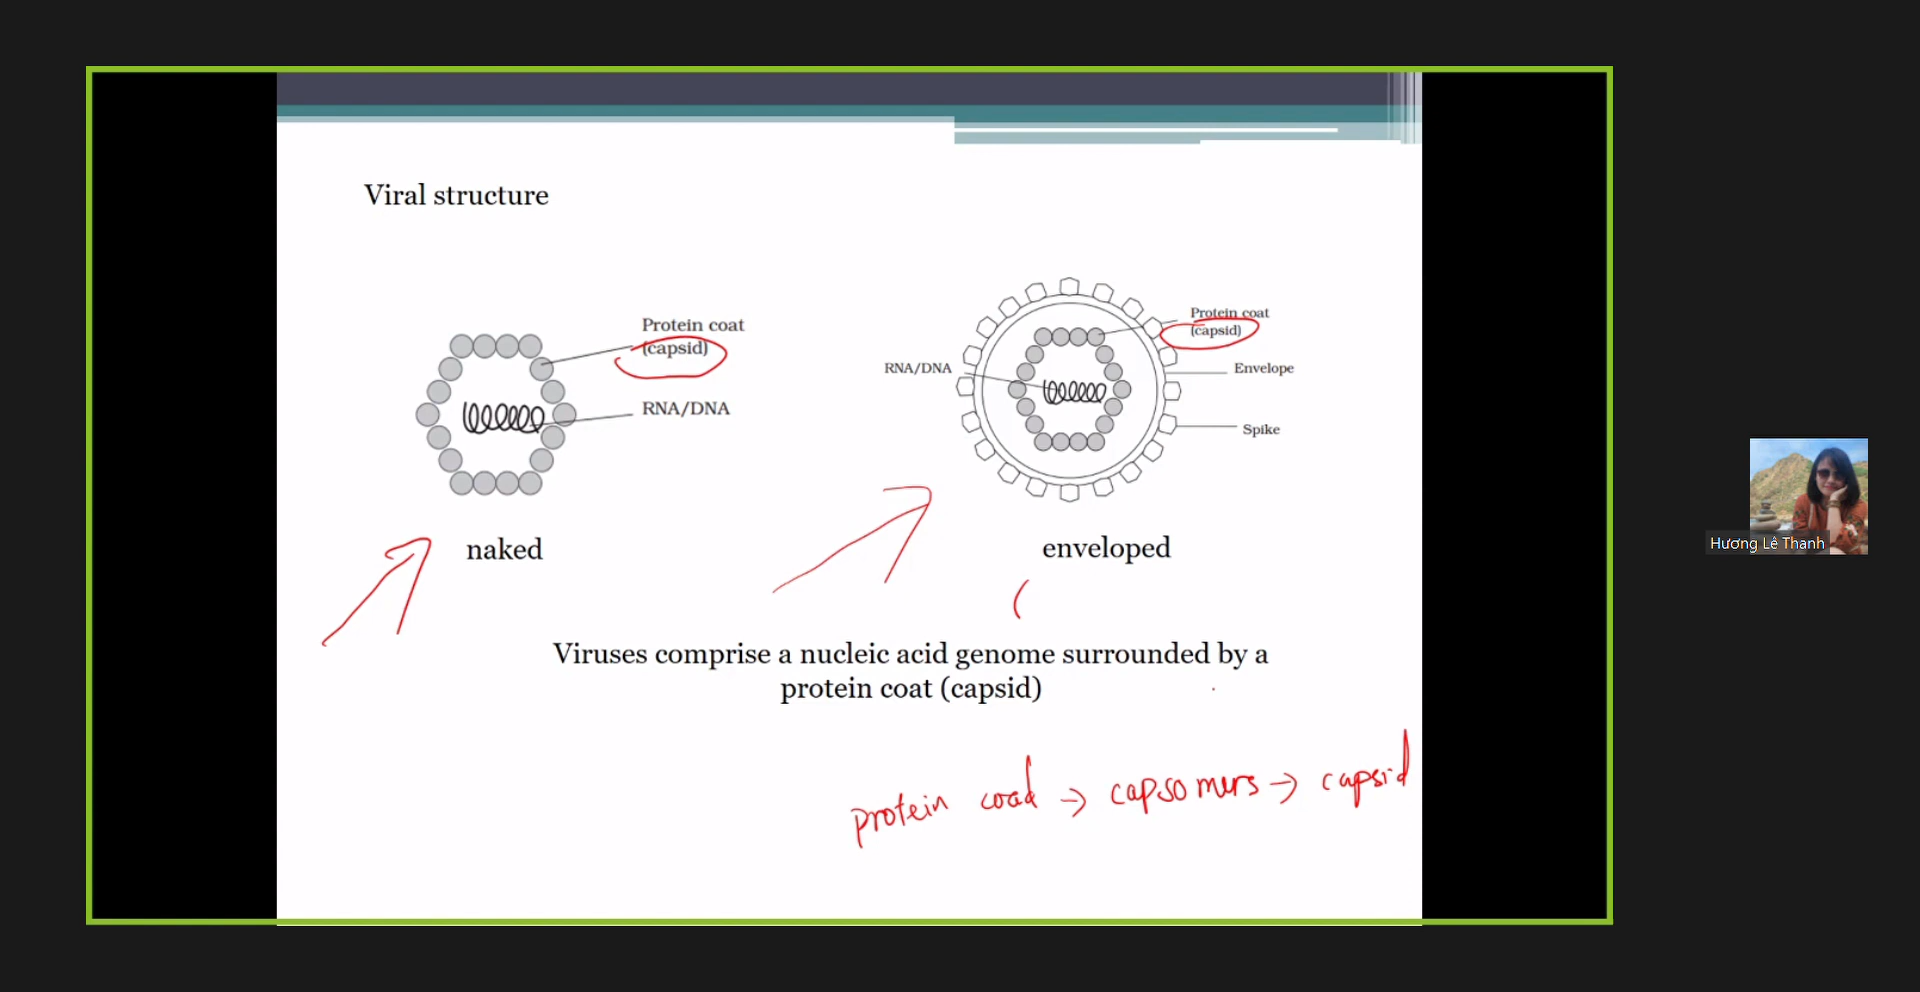 Viral structure
Protein coat
(capsid)
RNA/DNA
naked
Protein coat
(capsid)
RNA/DNA
Envelope
Spike
enveloped
Viruses comprise a nucleic acid genome surrounded by a
protein coat (capsid)
protein coad → capsomers → capsid
Hương Lê Thanh